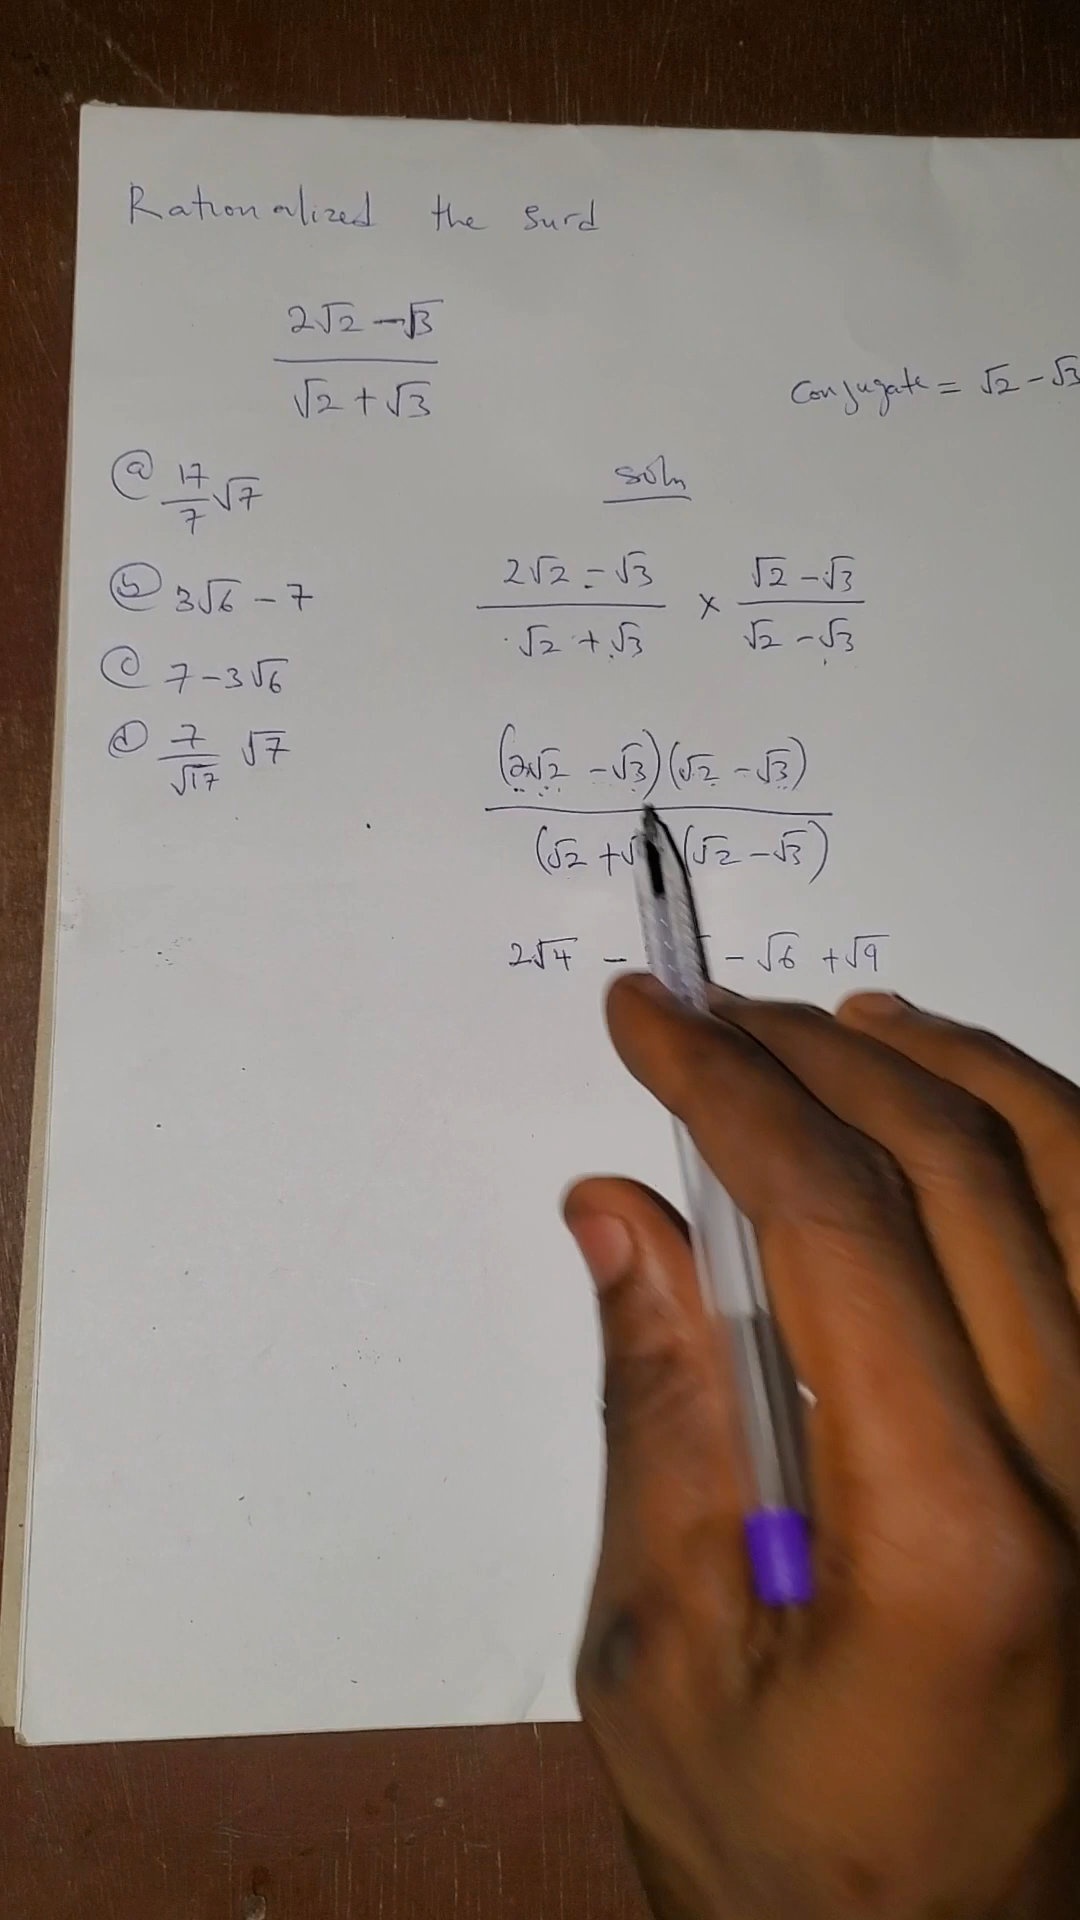 Rationalized the surd
2√2 - √3
√2 + √3
Conjugate = √2 - √3
(a) 17/7 √7
(b) 3√6 - 7
(c) 7 - 3√6
(d) 7/√17 √7
soln
2√2 - √3 × √2 - √3
√2 + √3 √2 - √3
(2√2 - √3)(√2 - √3)
(√2 + √ (√2 - √3)
2√4 - - √6 + √9